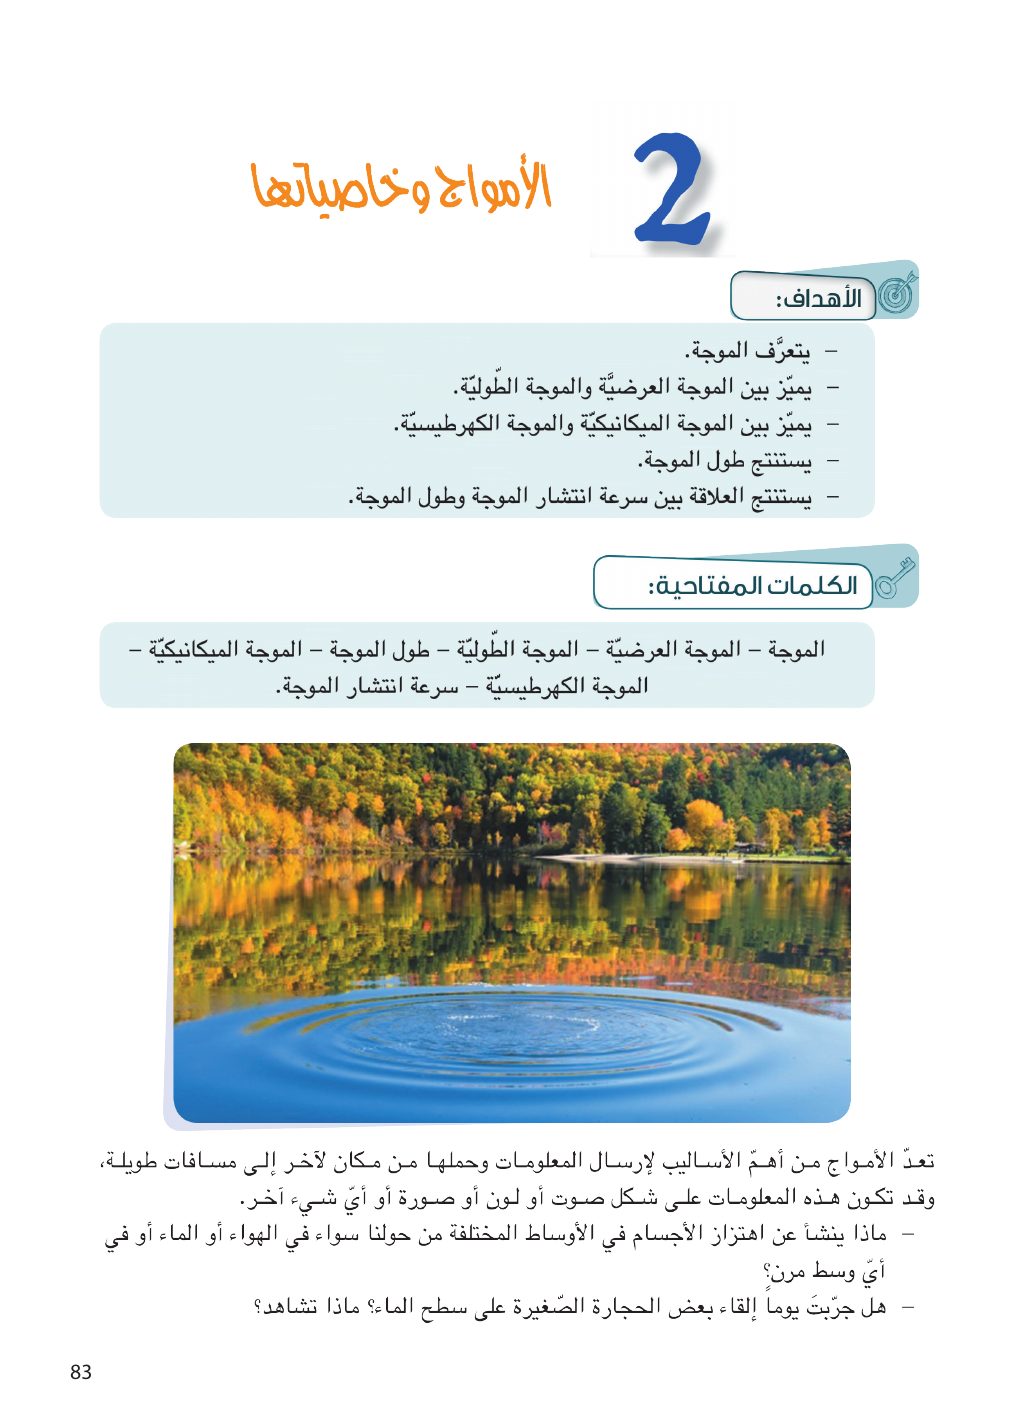 2
الأمواج وخاصياتها
الأهداف:
– يتعرَّف الموجة.
– يميّز بين الموجة العرضيَّة والموجة الطّوليّة.
– يميّز بين الموجة الميكانيكيّة والموجة الكهرطيسيّة.
– يستنتج طول الموجة.
– يستنتج العلاقة بين سرعة انتشار الموجة وطول الموجة.
الكلمات المفتاحية:
الموجة – الموجة العرضيّة – الموجة الطّوليّة – طول الموجة – الموجة الميكانيكيّة –
الموجة الكهرطيسيّة – سرعة انتشار الموجة.
تعدّ الأمواج من أهمّ الأساليب لإرسال المعلومات وحملها من مكان لآخر إلى مسافات طويلة،
وقد تكون هذه المعلومات على شكل صوت أو لون أو صورة أو أيّ شيء آخر.
– ماذا ينشأ عن اهتزاز الأجسام في الأوساط المختلفة من حولنا سواء في الهواء أو الماء أو في
أيّ وسط مرنٍ؟
– هل جرّبتَ يوماً إلقاء بعض الحجارة الصّغيرة على سطح الماء؟ ماذا تشاهد؟
83